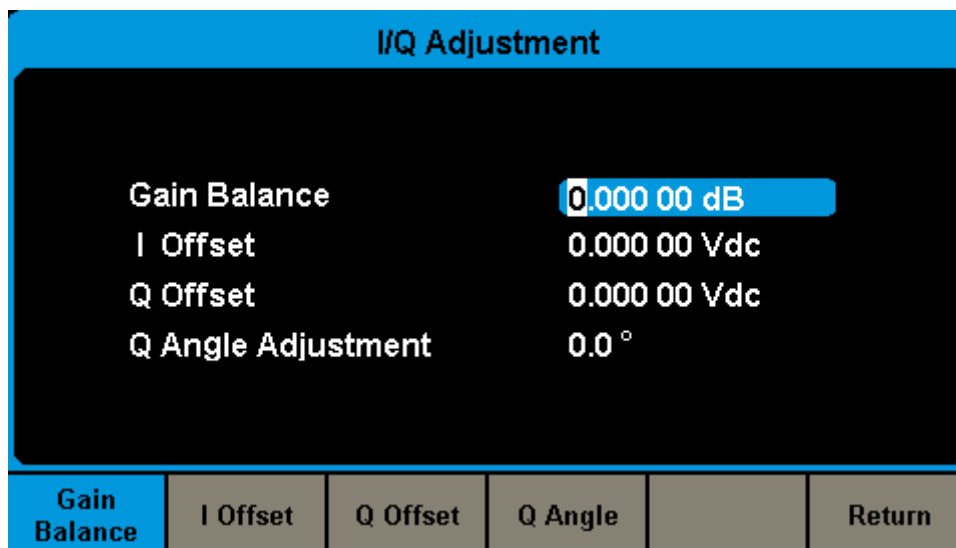 I/Q Adjustment
Gain Balance 0.000 00 dB
I Offset 0.000 00 Vdc
Q Offset 0.000 00 Vdc
Q Angle Adjustment 0.0 °
Gain Balance I Offset Q Offset Q Angle Return